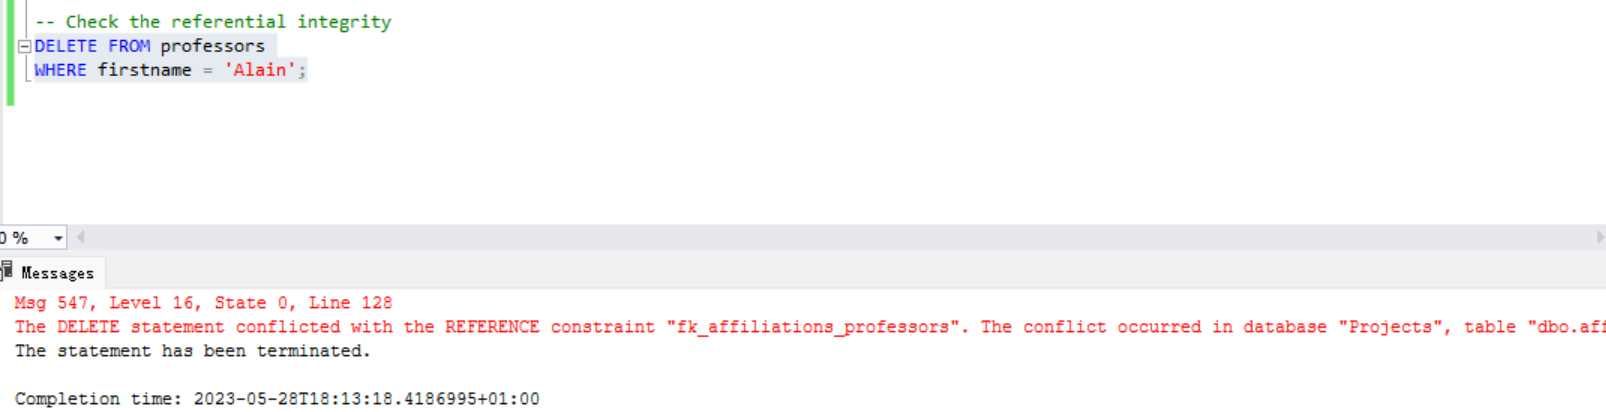 -- Check the referential integrity
DELETE FROM professors
WHERE firstname = 'Alain';
0 %
Messages
Msg 547, Level 16, State 0, Line 128
The DELETE statement conflicted with the REFERENCE constraint "fk_affiliations_professors". The conflict occurred in database "Projects", table "dbo.aff
The statement has been terminated.
Completion time: 2023-05-28T18:13:18.4186995+01:00